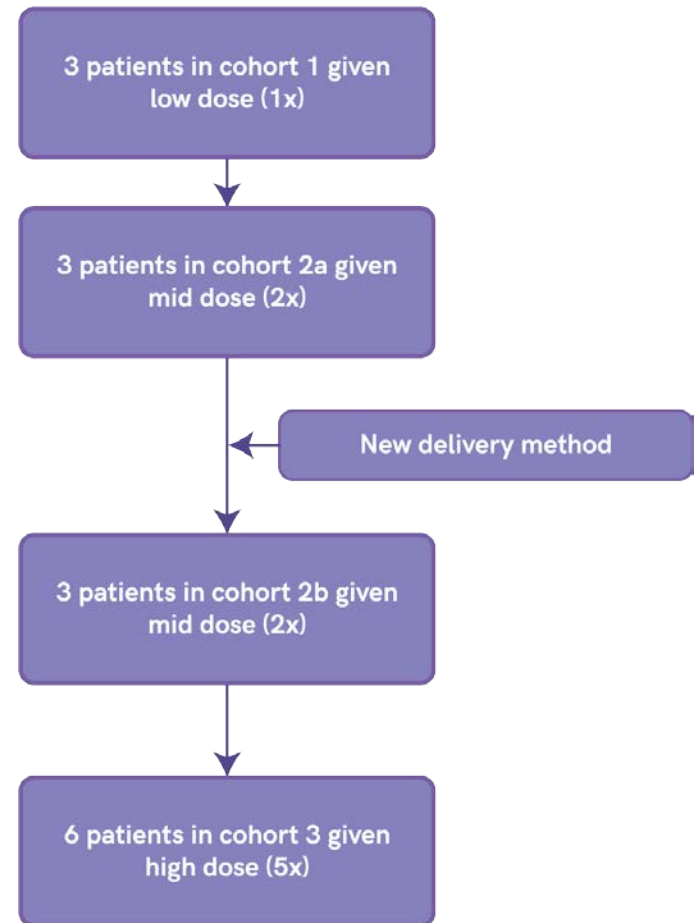 3 patients in cohort 1 given
low dose (1x)
3 patients in cohort 2a given
mid dose (2x)
New delivery method
3 patients in cohort 2b given
mid dose (2x)
6 patients in cohort 3 given
high dose (5x)